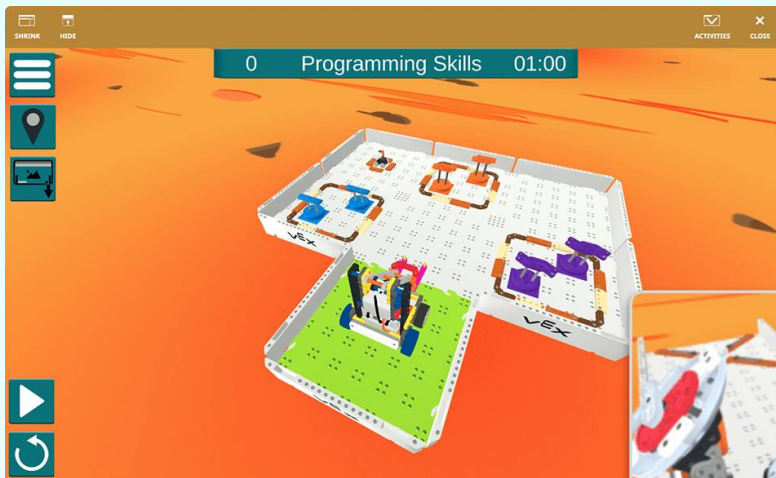 SHRINK
HIDE
ACTIVITIES
CLOSE
0 Programming Skills 01:00
VEX
VEX